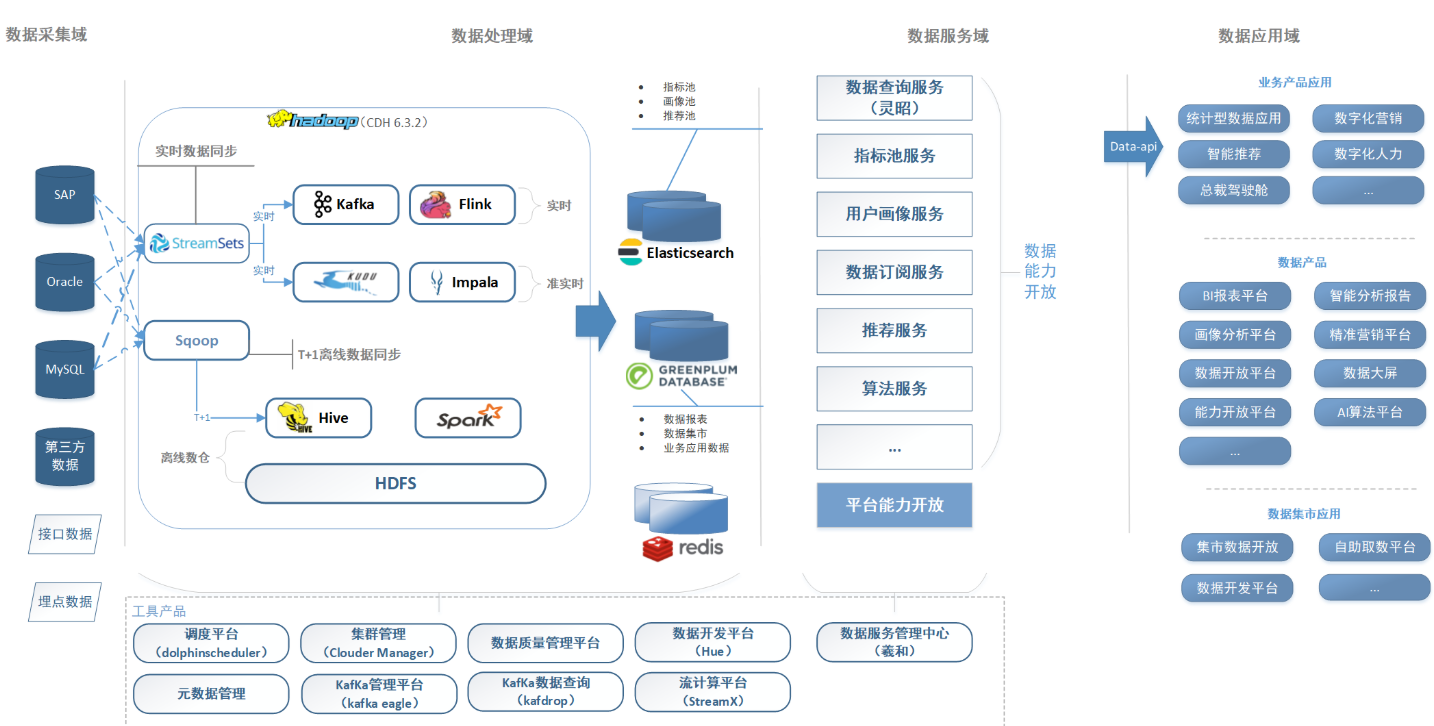 数据采集域
数据处理域
数据服务域
数据应用域
SAP
Oracle
MySQL
第三方
数据
接口数据
埋点数据
hadoop（CDH 6.3.2）
实时数据同步
StreamSets
实时
实时
Kafka
Flink
实时
KUDU
Impala
准实时
Sqoop
T+1离线数据同步
T+1
Hive
HIVE
Spark
离线数仓
HDFS
• 指标池
• 画像池
• 推荐池
Elasticsearch
GREENPLUM
DATABASE
• 数据报表
• 数据集市
• 业务应用数据
redis
数据查询服务
（灵昭）
指标池服务
用户画像服务
数据订阅服务
推荐服务
算法服务
...
平台能力开放
数据
能力
开放
Data-api
业务产品应用
统计型数据应用
数字化营销
智能推荐
数字化人力
总裁驾驶舱
...
数据产品
BI报表平台
智能分析报告
画像分析平台
精准营销平台
数据开放平台
数据大屏
能力开放平台
AI算法平台
...
数据集市应用
集市数据开放
自助取数平台
数据开发平台
...
工具产品
调度平台
（dolphinscheduler）
集群管理
（Clouder Manager）
数据质量管理平台
数据开发平台
（Hue）
数据服务管理中心
（羲和）
元数据管理
KafKa管理平台
（kafka eagle）
KafKa数据查询
（kafdrop）
流计算平台
（StreamX）